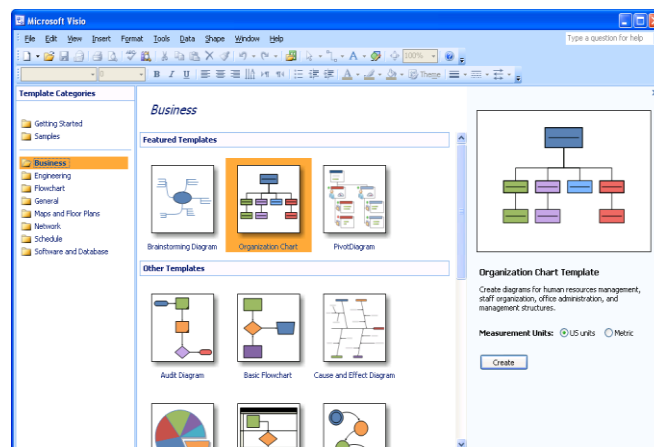 Microsoft Visio
File Edit View Insert Format Tools Data Shape Window Help
Type a question for help
100%
Theme
Template Categories
Getting Started
Samples
Business
Engineering
Flowchart
General
Maps and Floor Plans
Network
Schedule
Software and Database
Business
Featured Templates
Brainstorming Diagram
Organization Chart
PivotDiagram
Other Templates
Audit Diagram
Basic Flowchart
Cause and Effect Diagram
Organization Chart Template
Create diagrams for human resources management,
staff organization, office administration, and
management structures.
Measurement Units: US units Metric
Create